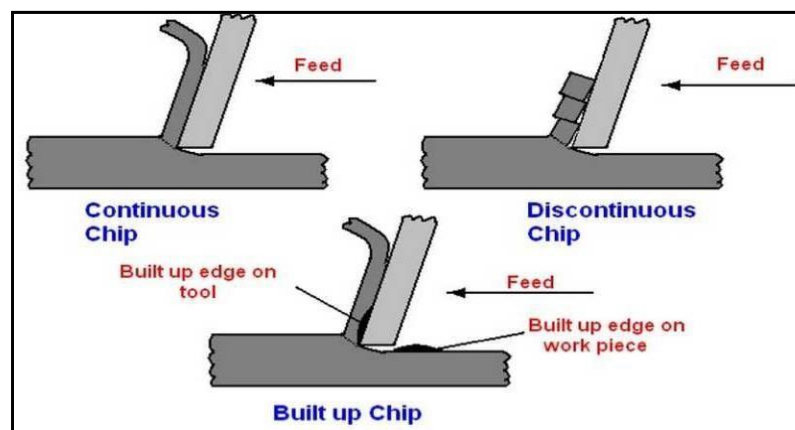 Feed
Feed
Continuous
Chip
Discontinuous
Chip
Built up edge on
tool
Feed
Built up edge on
work piece
Built up Chip